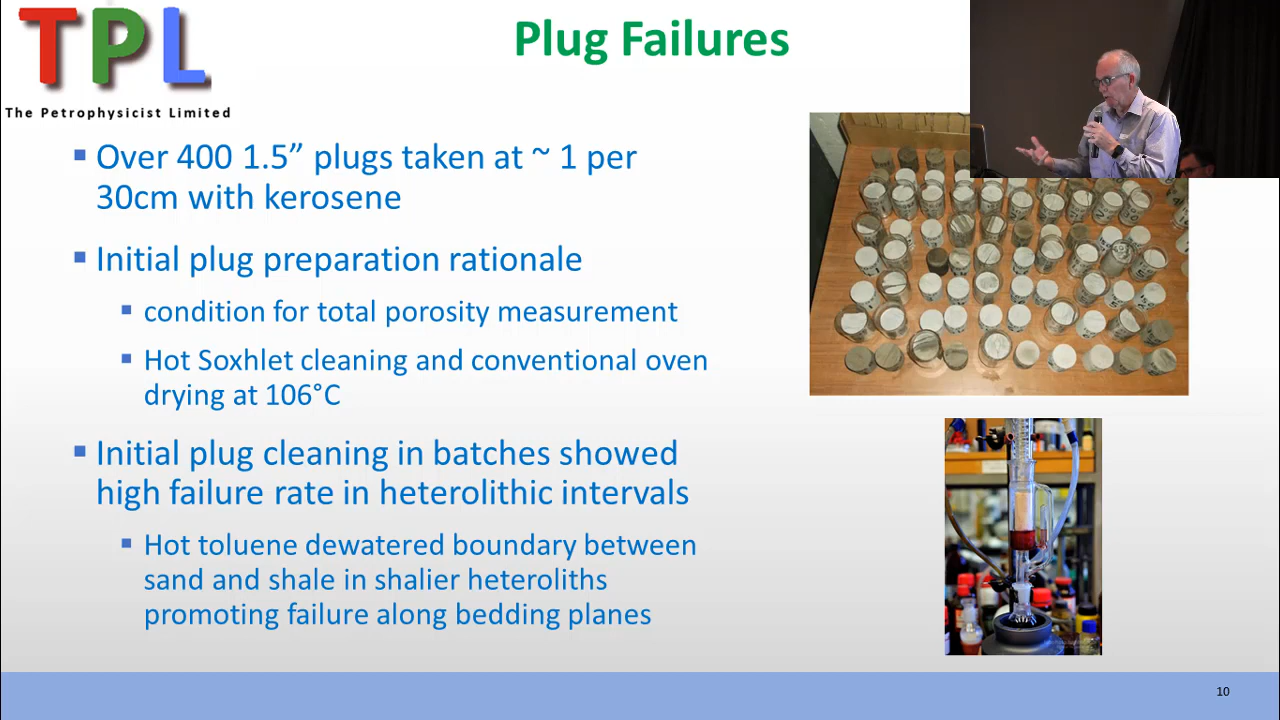 TPL
The Petrophysicist Limited
Plug Failures
▪ Over 400 1.5” plugs taken at ~ 1 per
30cm with kerosene
▪ Initial plug preparation rationale
▪ condition for total porosity measurement
▪ Hot Soxhlet cleaning and conventional oven
drying at 106°C
▪ Initial plug cleaning in batches showed
high failure rate in heterolithic intervals
▪ Hot toluene dewatered boundary between
sand and shale in shalier heteroliths
promoting failure along bedding planes
10